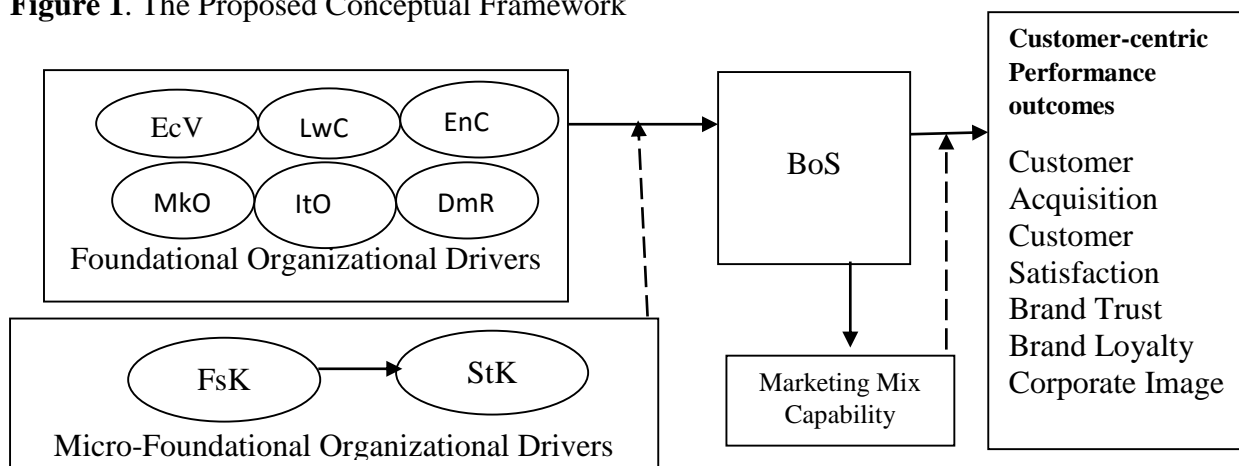 Figure 1. The Proposed Conceptual Framework
EcV LwC EnC
MkO ItO DmR
Foundational Organizational Drivers
FsK StK
Micro-Foundational Organizational Drivers
BoS
Marketing Mix
Capability
Customer-centric
Performance
outcomes
Customer
Acquisition
Customer
Satisfaction
Brand Trust
Brand Loyalty
Corporate Image